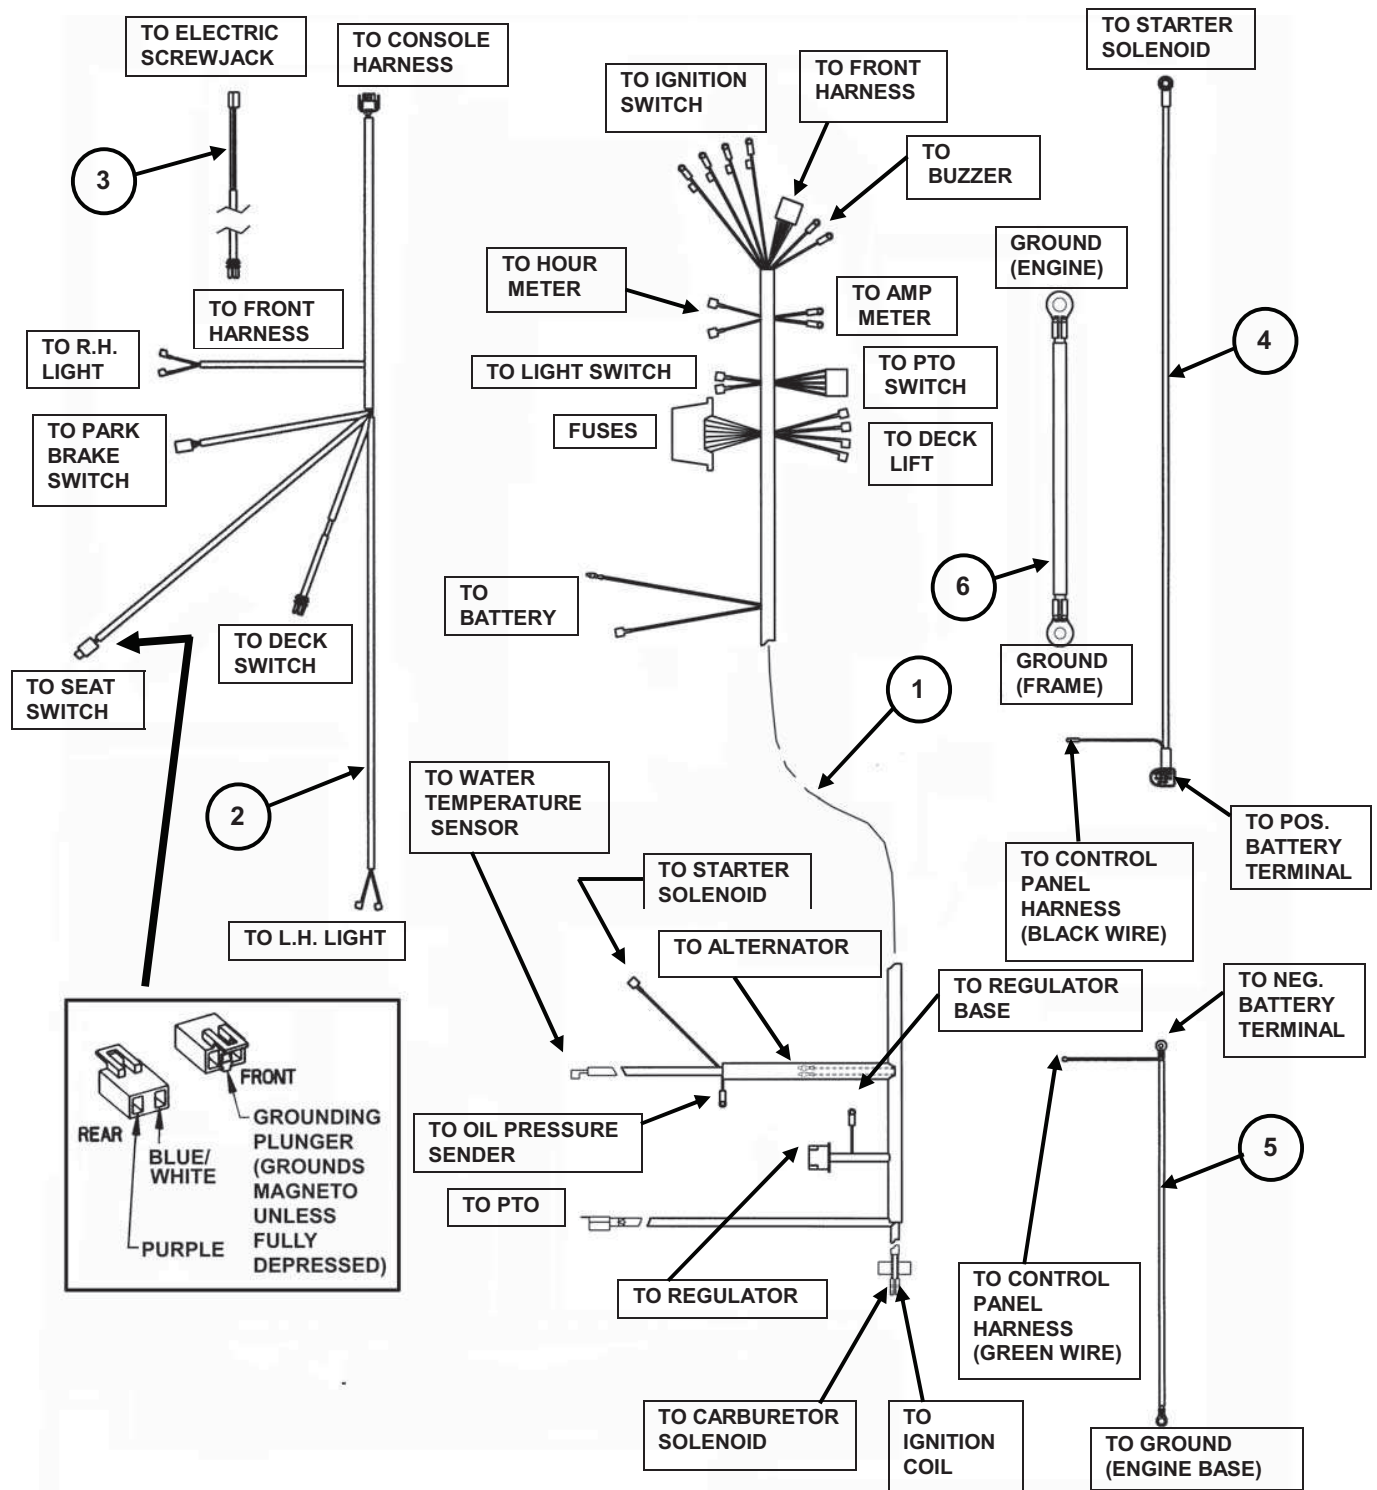 TO ELECTRIC
SCREWJACK
TO CONSOLE
HARNESS
TO IGNITION
SWITCH
TO FRONT
HARNESS
TO
BUZZER
TO STARTER
SOLENOID
3
TO FRONT
HARNESS
TO R.H.
LIGHT
TO PARK
BRAKE
SWITCH
TO DECK
SWITCH
TO SEAT
SWITCH
2
TO L.H. LIGHT
TO HOUR
METER
TO AMP
METER
TO LIGHT SWITCH
TO PTO
SWITCH
FUSES
TO DECK
LIFT
TO
BATTERY
1
GROUND
(ENGINE)
6
GROUND
(FRAME)
4
TO POS.
BATTERY
TERMINAL
TO CONTROL
PANEL
HARNESS
(BLACK WIRE)
TO WATER
TEMPERATURE
SENSOR
TO STARTER
SOLENOID
TO ALTERNATOR
TO REGULATOR
BASE
TO OIL PRESSURE
SENDER
TO PTO
TO REGULATOR
TO CARBURETOR
SOLENOID
TO
IGNITION
COIL
TO NEG.
BATTERY
TERMINAL
5
TO CONTROL
PANEL
HARNESS
(GREEN WIRE)
TO GROUND
(ENGINE BASE)
FRONT
REAR
BLUE/
WHITE
PURPLE
GROUNDING
PLUNGER
(GROUNDS
MAGNETO
UNLESS
FULLY
DEPRESSED)